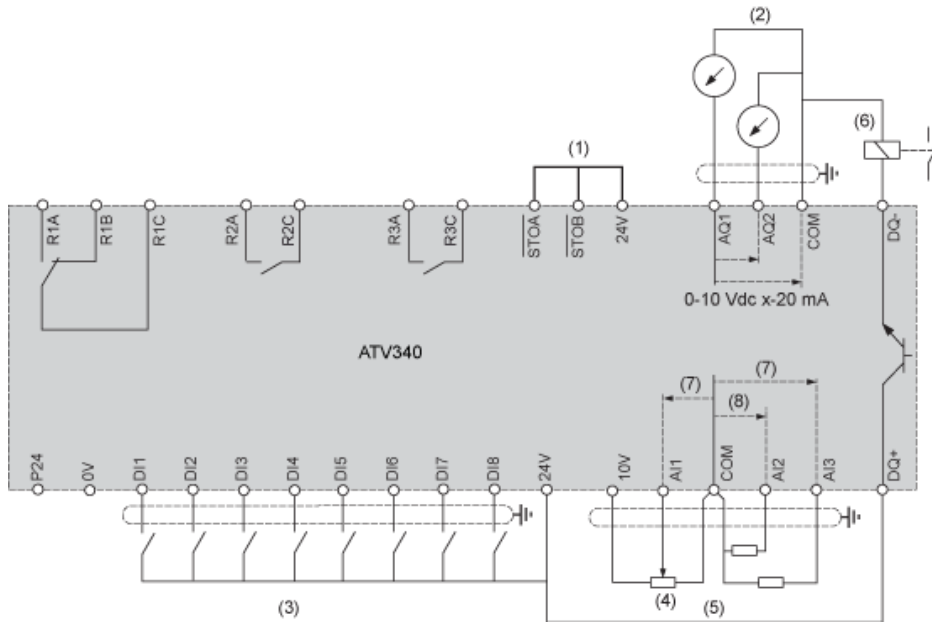 (2)
(6)
(1)
R1A
R1B
R1C
R2A
R2C
R3A
R3C
STOA
STOB
24V
AQ1
AQ2
COM
DQ-
0-10 Vdc x-20 mA
ATV340
(7)
(7)
(8)
P24
0V
DI1
DI2
DI3
DI4
DI5
DI6
DI7
DI8
24V
10V
AI1
COM
AI2
AI3
DQ+
(3)
(4)
(5)